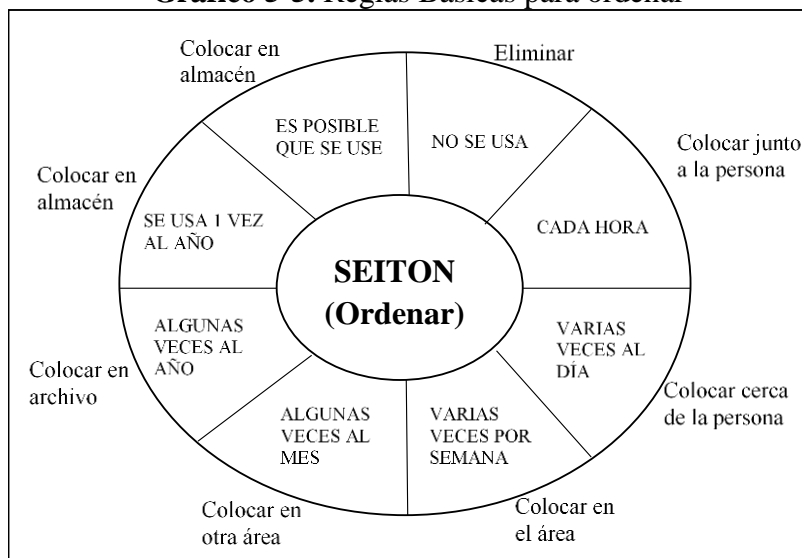 Gráfico 3-3. Reglas Básicas para ordenar
Colocar en
almacén
Eliminar
ES POSIBLE
QUE SE USE
NO SE USA
Colocar junto
a la persona
Colocar en
almacén
SE USA 1 VEZ
AL AÑO
CADA HORA
SEITON
(Ordenar)
ALGUNAS
VECES AL
AÑO
VARIAS
VECES AL
DÍA
Colocar en
archivo
Colocar cerca
de la persona
ALGUNAS
VECES AL
MES
VARIAS
VECES POR
SEMANA
Colocar en
otra área
Colocar en
el área